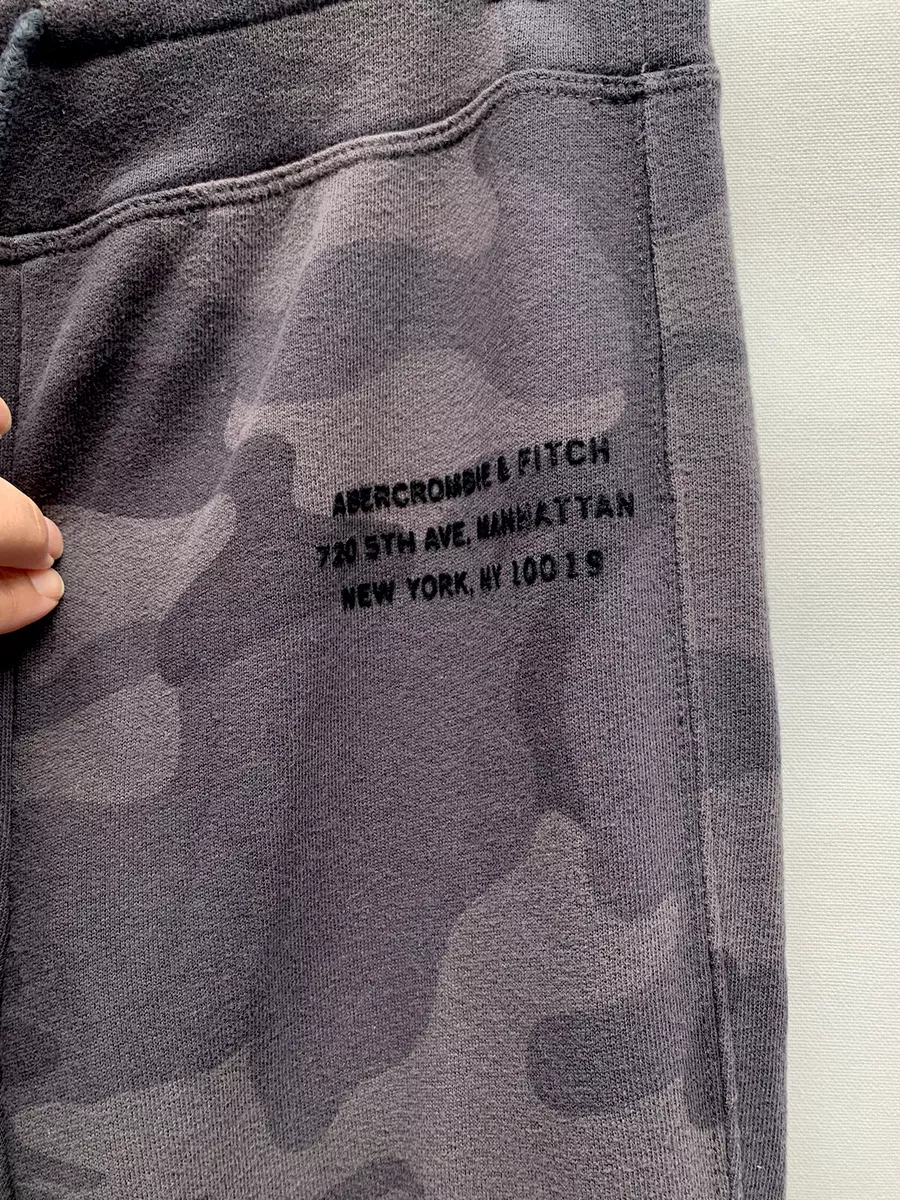 ABERCROMBIE & FITCH
720 5TH AVE, MANHATTAN
NEW YORK, NY 10019